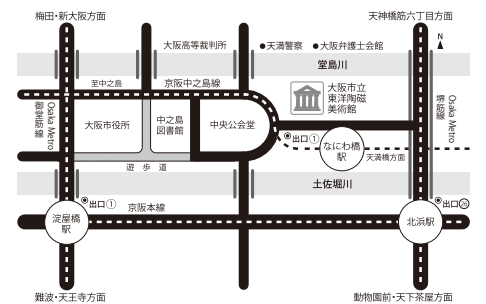 梅田・新大阪方面
天神橋筋六丁目方面
N
大阪高等裁判所
●天満警察
●大阪弁護士会館
堂島川
至中之島
京阪中之島線
大阪市立
東洋陶磁
美術館
Osaka Metro
御堂筋線
大阪市役所
中之島
図書館
中央公会堂
Osaka Metro
堺筋線
出口①
なにわ橋
駅
天満橋方面
遊歩道
土佐堀川
出口①
京阪本線
出口㉖
淀屋橋
駅
北浜駅
難波・天王寺方面
動物園前・天下茶屋方面